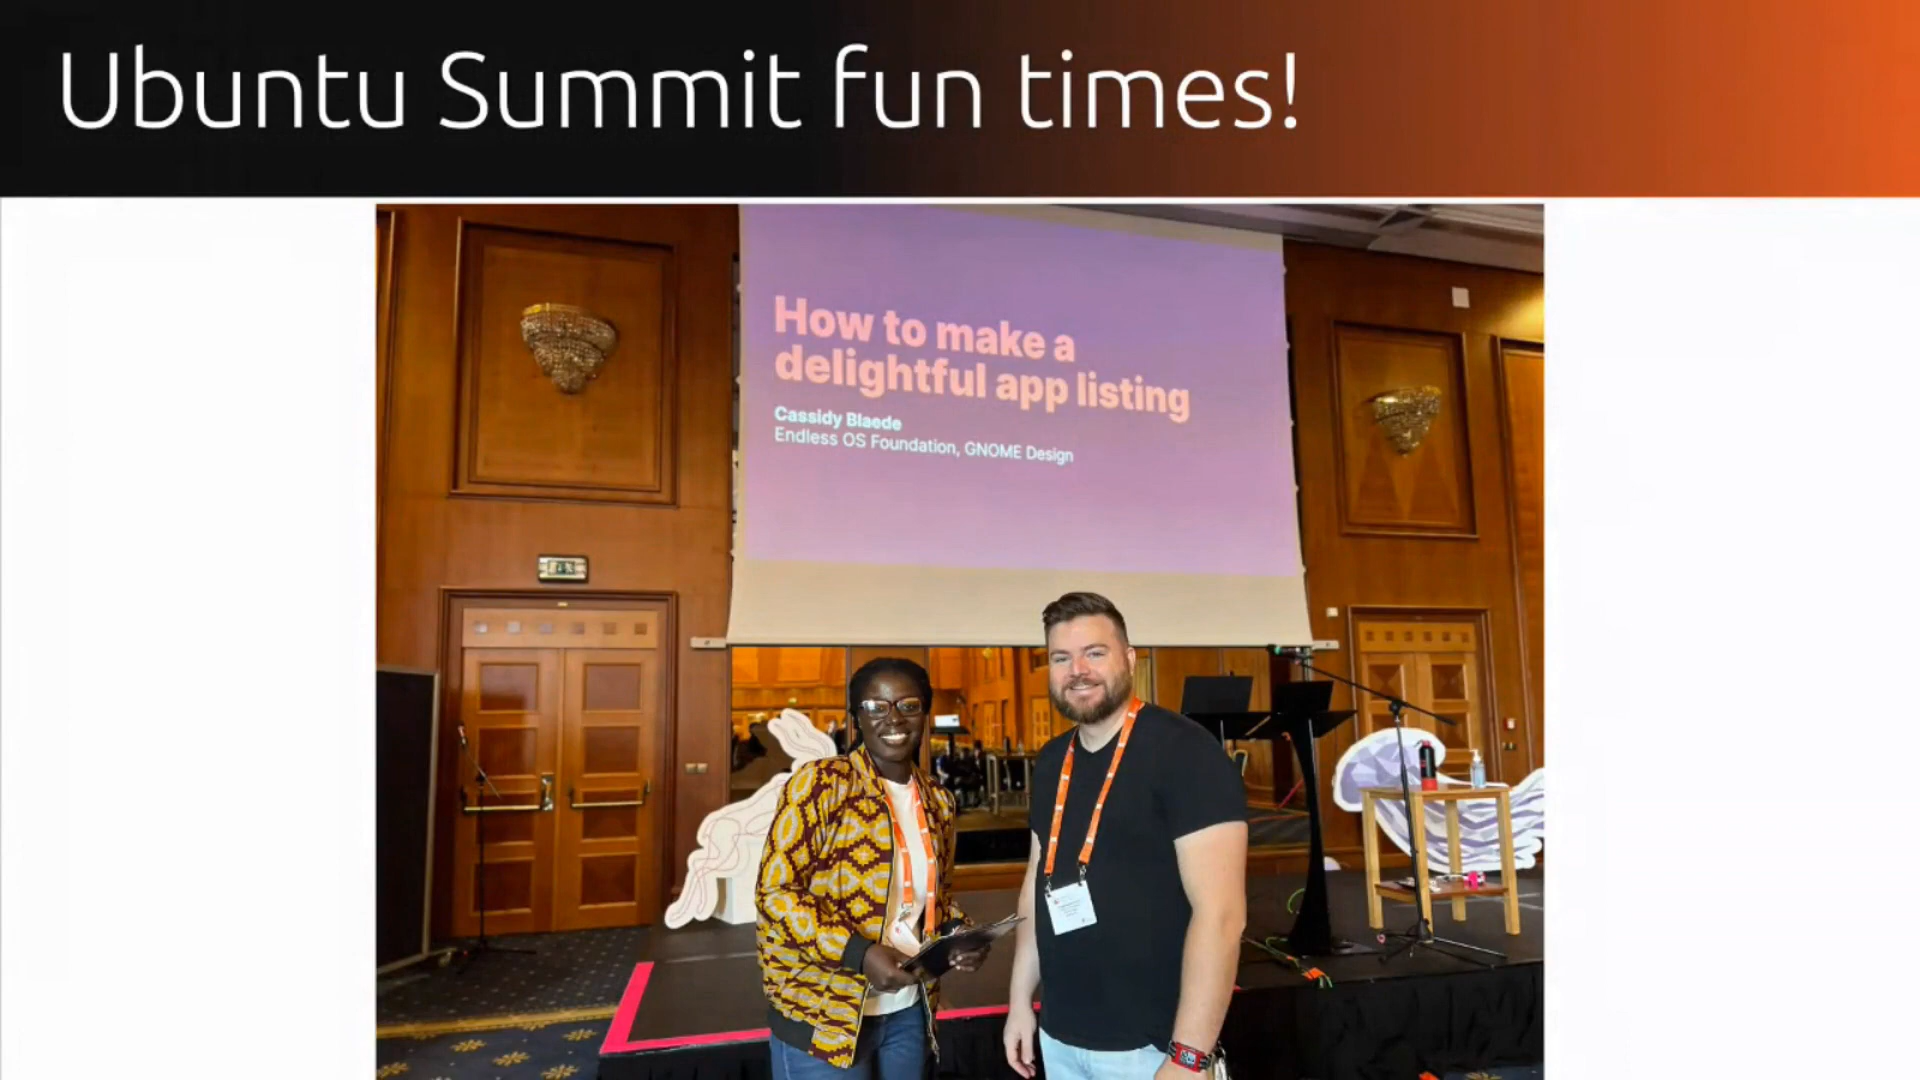 Ubuntu Summit fun times!
How to make a
delightful app listing
Cassidy Blaede
Endless OS Foundation, GNOME Design